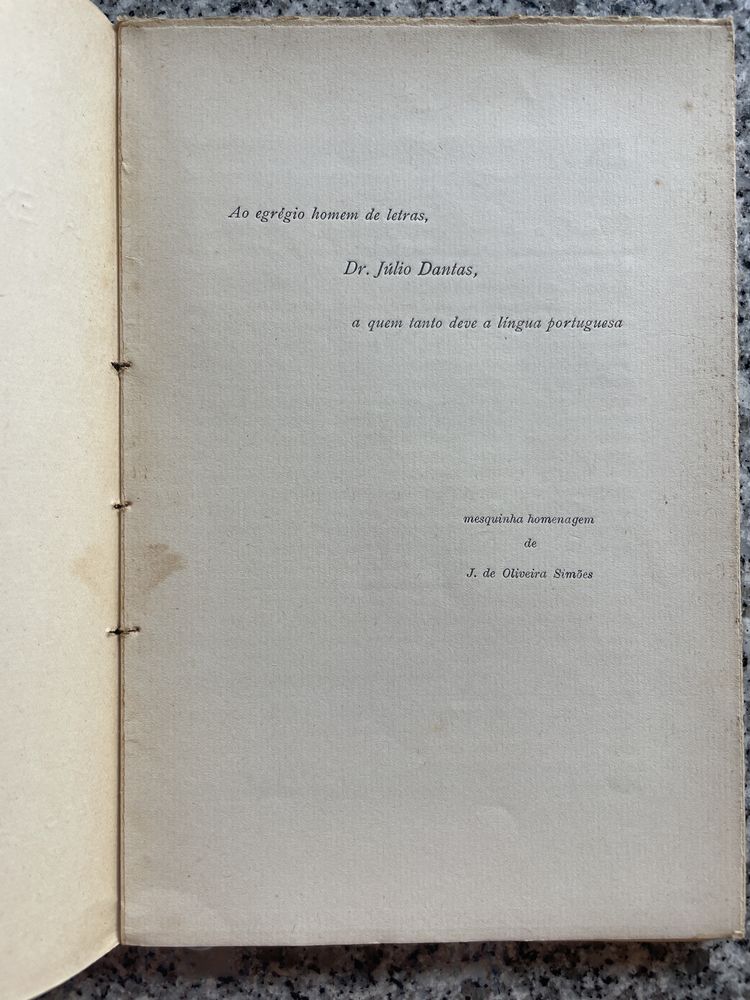 Ao egrégio homem de letras,
Dr. Júlio Dantas,
a quem tanto deve a língua portuguesa
mesquinha homenagem
de
J. de Oliveira Simões